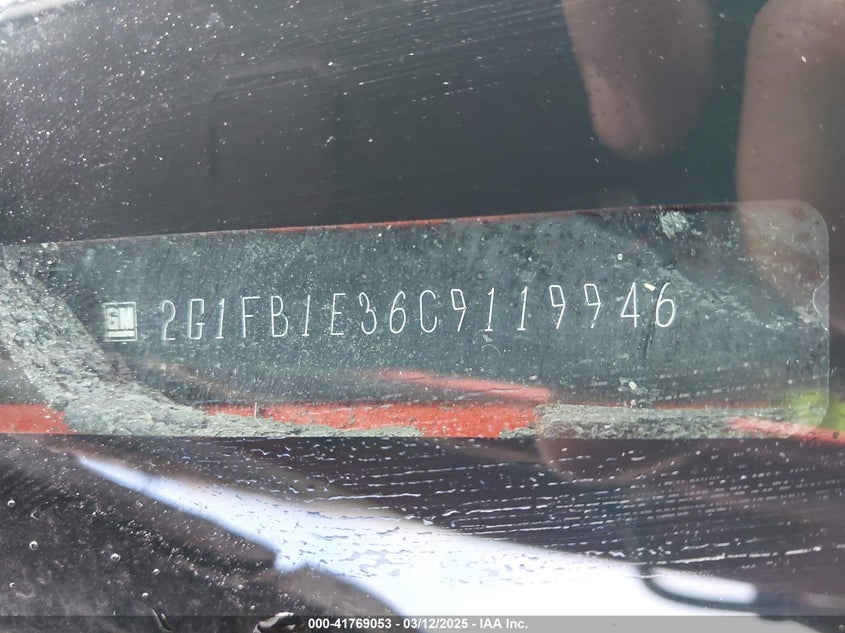 GM 2G1FB1E36C9119946
000-41769053 - 03/12/2025 - IAA Inc.